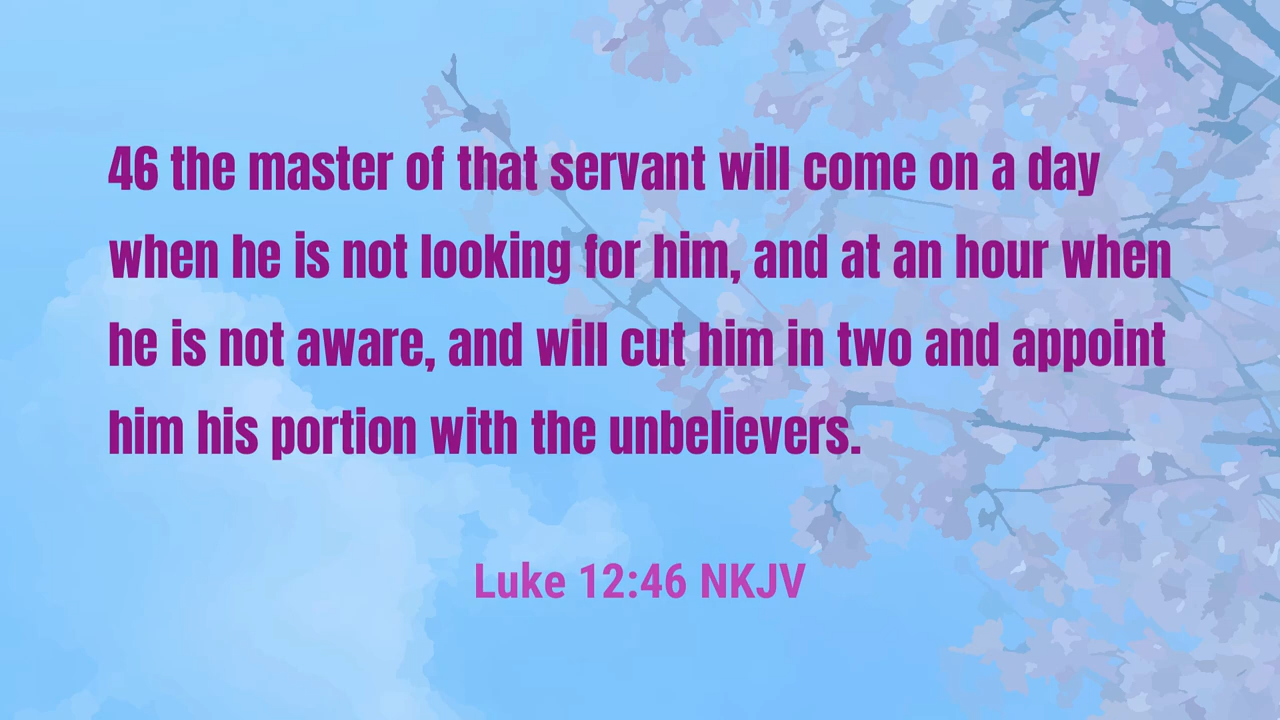 46 the master of that servant will come on a day
when he is not looking for him, and at an hour when
he is not aware, and will cut him in two and appoint
him his portion with the unbelievers.
Luke 12:46 NKJV